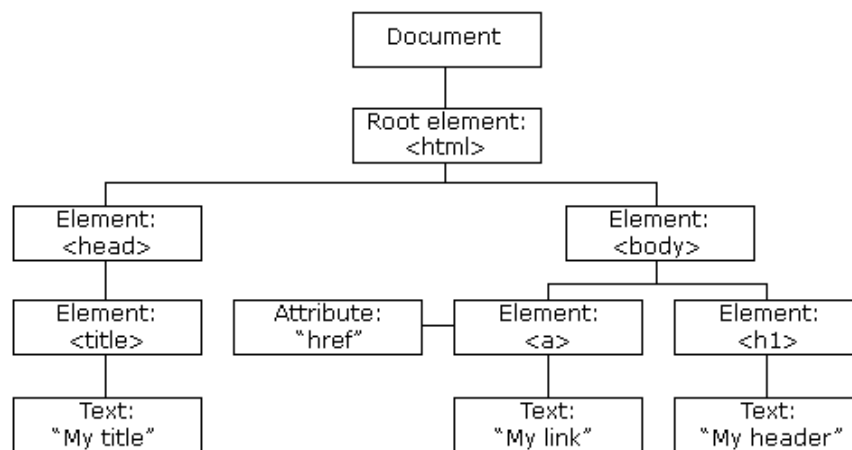 Document
Root element:
<html>
Element:
<head>
Element:
<body>
Element:
<title>
Attribute:
“href”
Element:
<a>
Element:
<h1>
Text:
“My title”
Text:
“My link”
Text:
“My header”